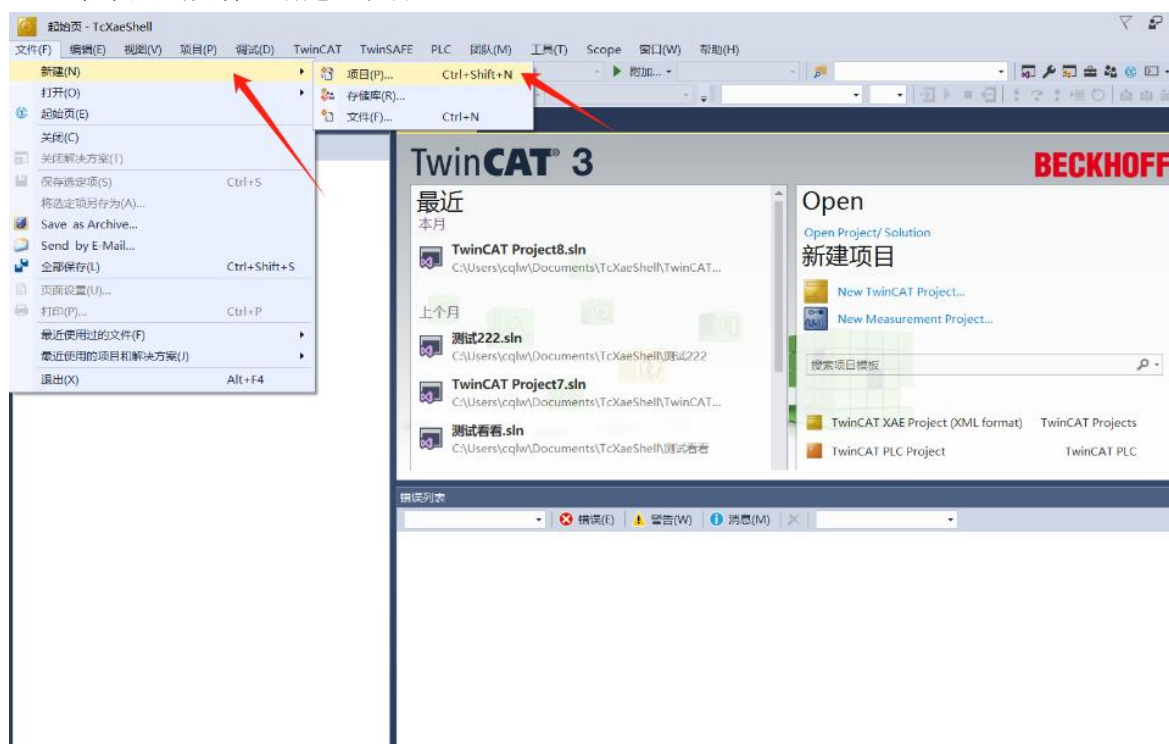 起始页 - TcXaeShell
文件(F) 编辑(E) 视图(V) 项目(P) 调试(D) TwinCAT TwinSAFE PLC 团队(M) 工具(T) Scope 窗口(W) 帮助(H)
新建(N)
项目(P)... Ctrl+Shift+N
附加...
打开(O)
存储库(R)...
起始页(E)
文件(F)... Ctrl+N
关闭(C)
关闭解决方案(T)
保存选定项(S) Ctrl+S
将选定项另存为(A)...
Save as Archive...
Send by E-Mail...
全部保存(L) Ctrl+Shift+S
页面设置(U)...
打印(P)... Ctrl+P
最近使用过的文件(F)
最近使用的项目和解决方案(J)
退出(X) Alt+F4
TwinCAT® 3
BECKHOFF
最近
本月
TwinCAT Project8.sln
C:\Users\cqlw\Documents\TcXaeShell\TwinCAT...
上个月
测试222.sln
C:\Users\cqlw\Documents\TcXaeShell\测试222
TwinCAT Project7.sln
C:\Users\cqlw\Documents\TcXaeShell\TwinCAT...
测试看看.sln
C:\Users\cqlw\Documents\TcXaeShell\测试看看
Open
Open Project/ Solution
新建项目
New TwinCAT Project...
New Measurement Project...
搜索项目模板
TwinCAT XAE Project (XML format) TwinCAT Projects
TwinCAT PLC Project TwinCAT PLC
错误列表
错误(E) 警告(W) 消息(M)